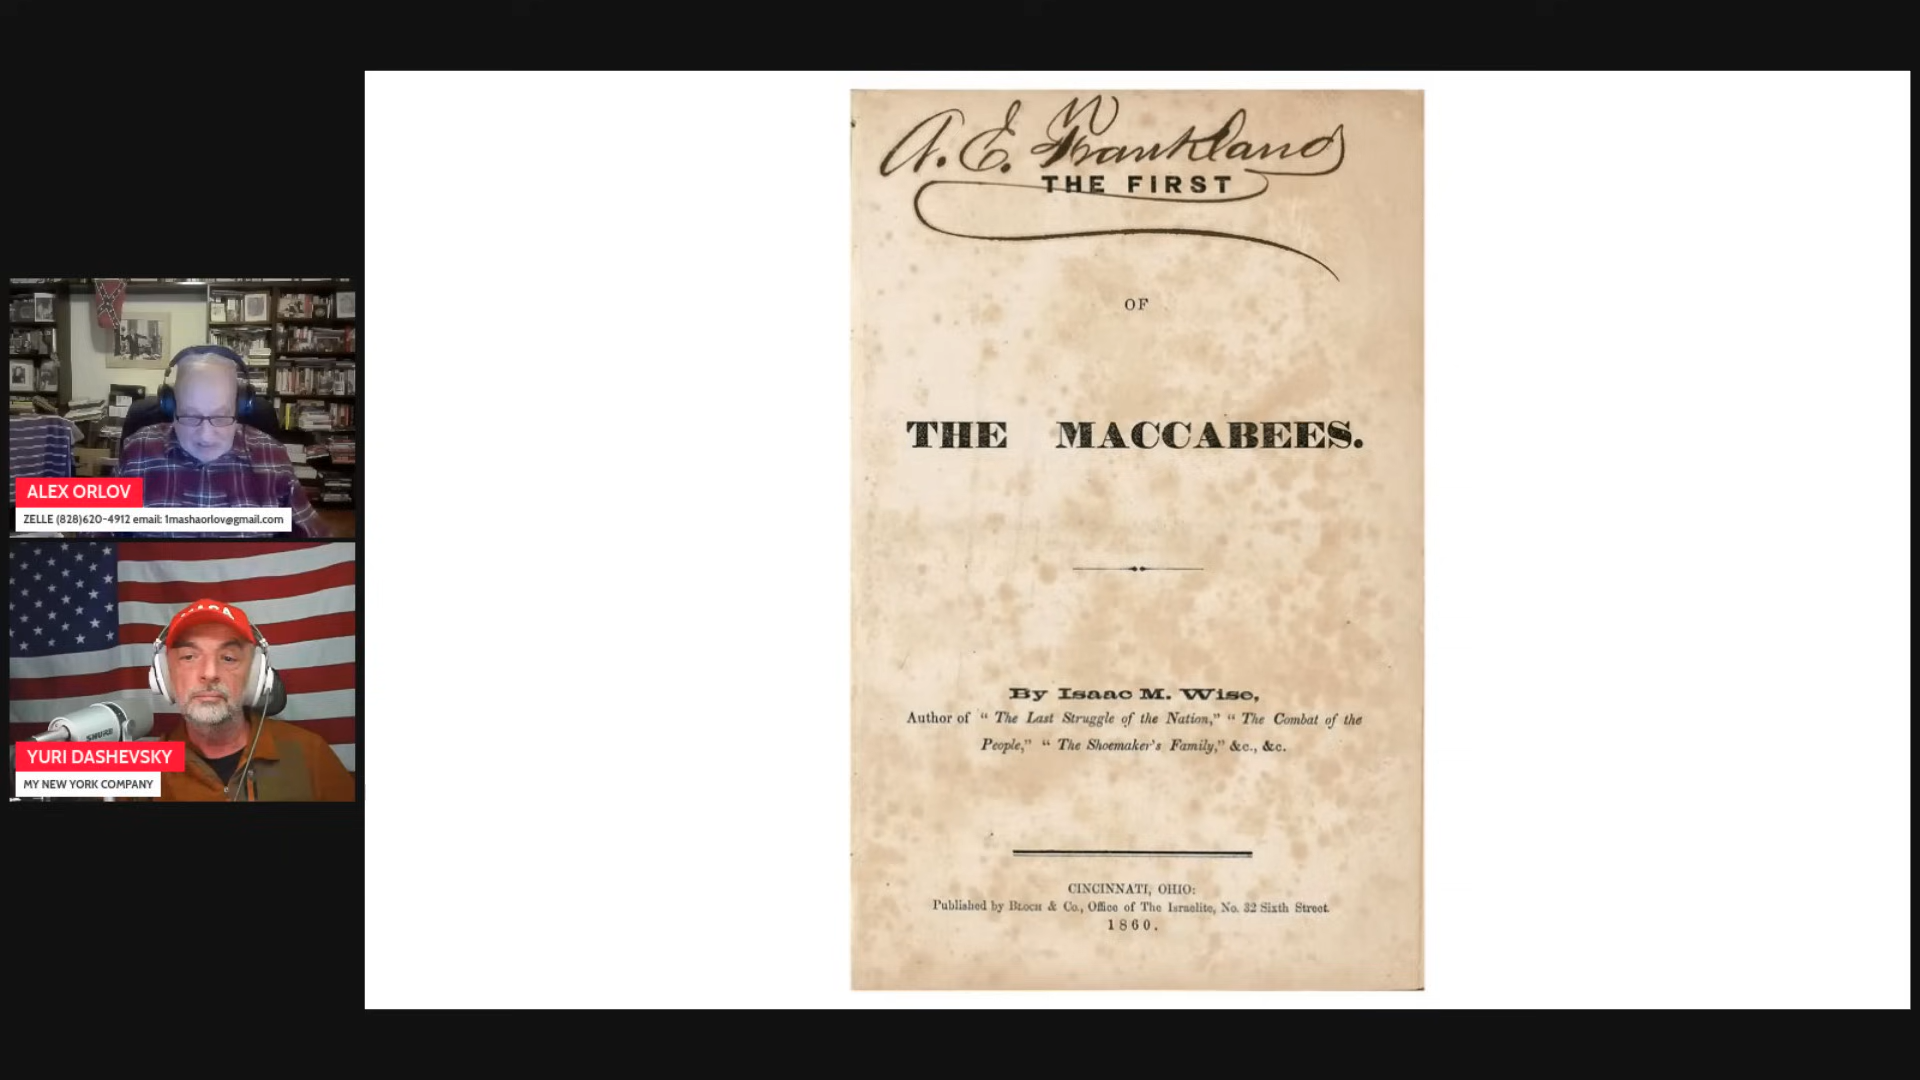 ALEX ORLOV
ZELLE (828)620-4912 email: 1mashaorlov@gmail.com
SHURE
YURI DASHEVSKY
MY NEW YORK COMPANY
A. E. Frankland
THE FIRST
OF
THE MACCABEES.
By Isaac M. Wise,
Author of “ The Last Struggle of the Nation,” “ The Combat of the
People,” “ The Shoemaker's Family,” &c., &c.
CINCINNATI, OHIO:
Published by BLOCH & Co., Office of The Israelite, No. 32 Sixth Street.
1860.